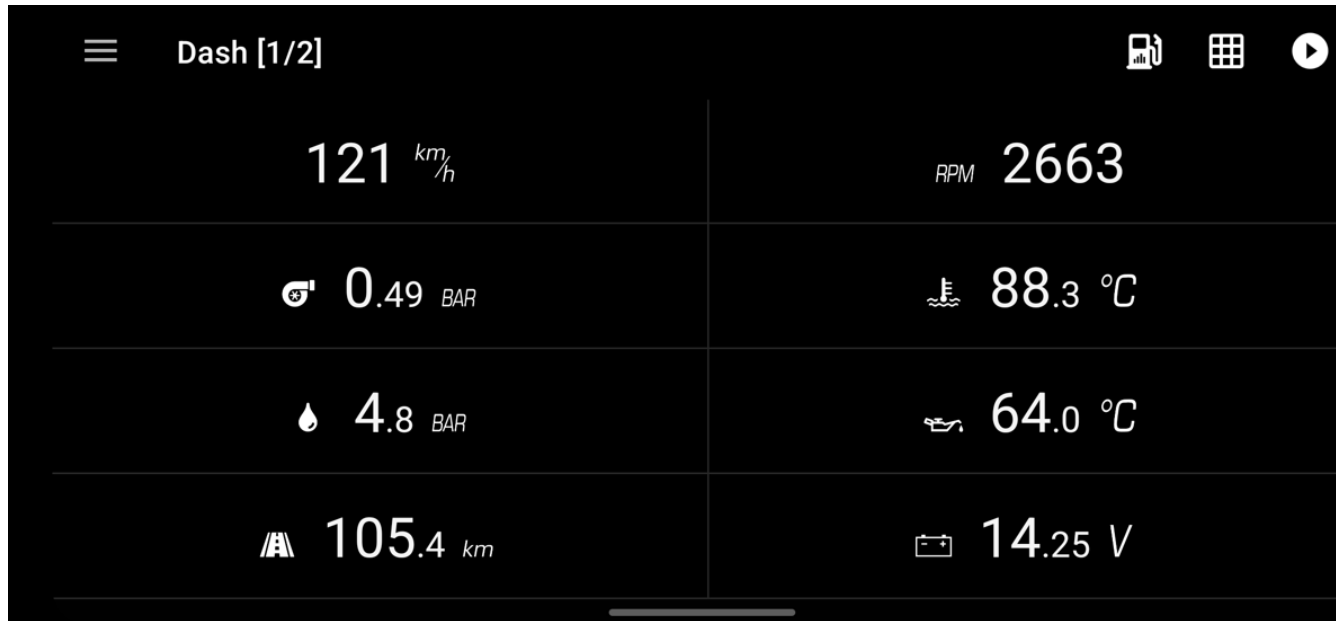 Dash [1/2]
121 km/h
RPM 2663
0.49 BAR
88.3 °C
4.8 BAR
64.0 °C
105.4 km
14.25 V